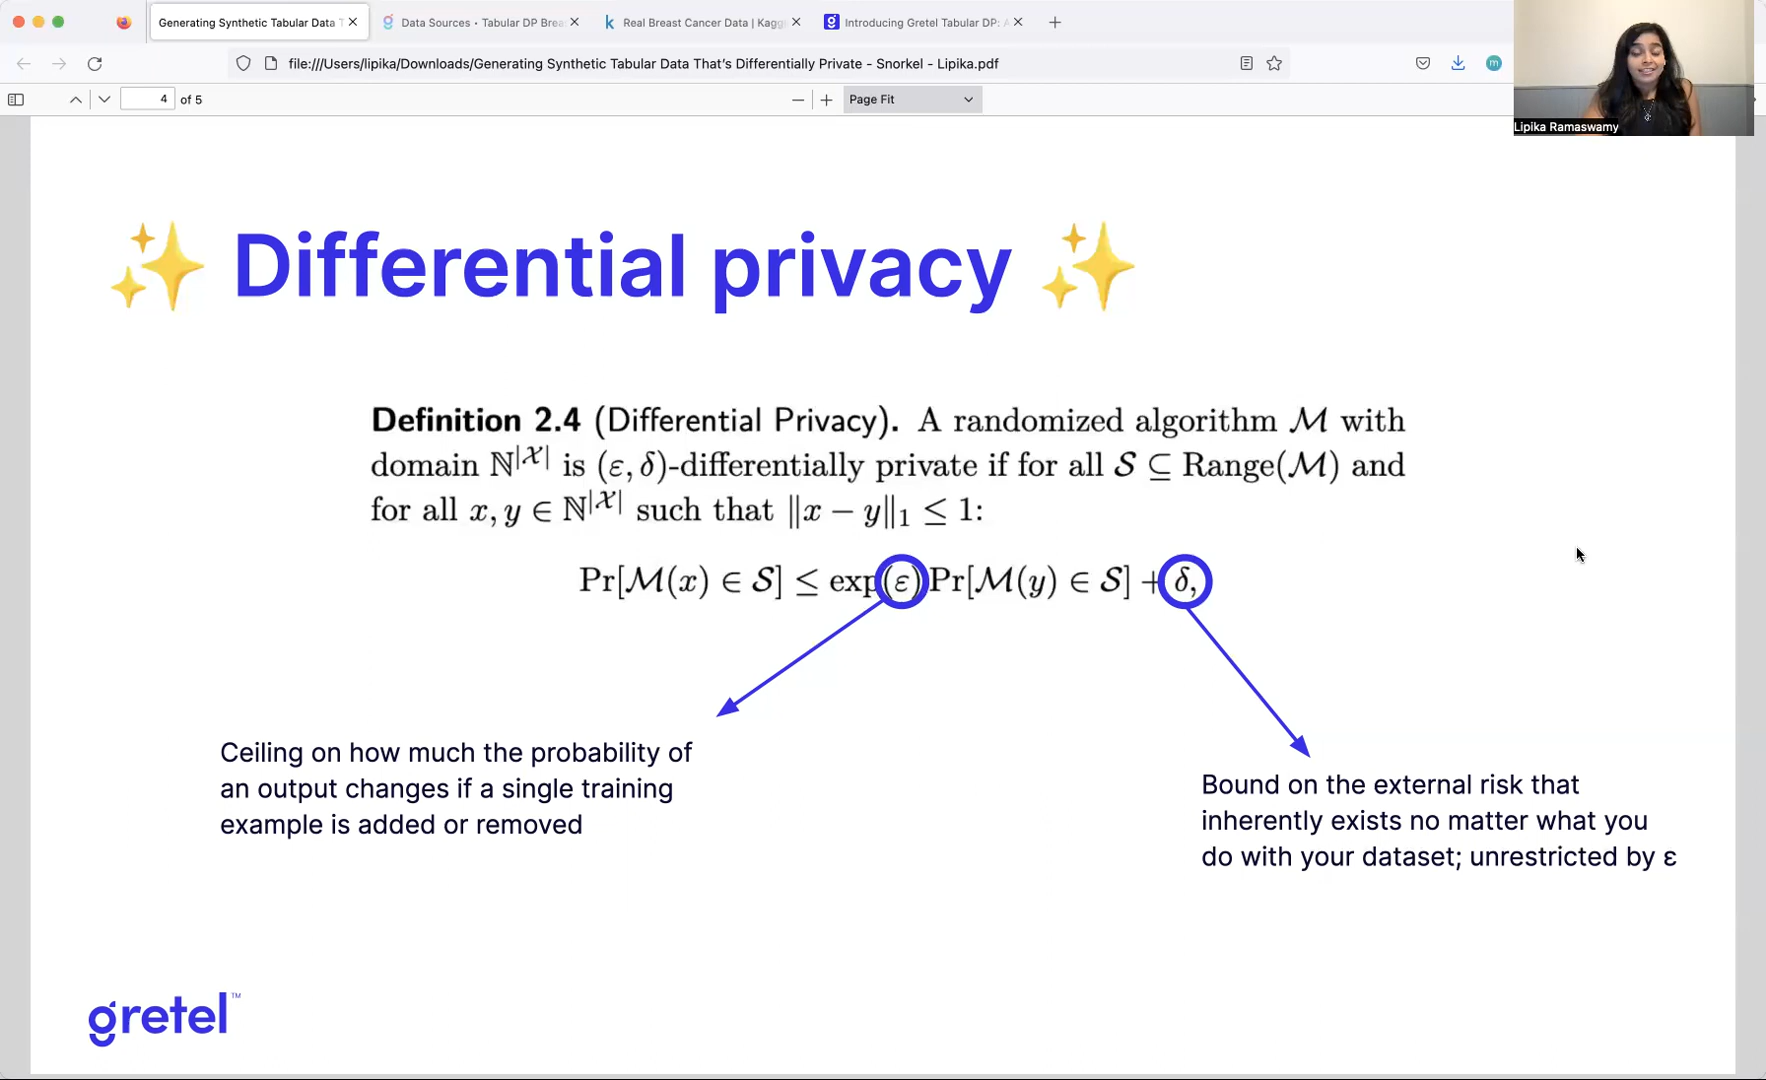 Generating Synthetic Tabular Data T
Data Sources • Tabular DP Brea
Real Breast Cancer Data | Kagg
Introducing Gretel Tabular DP: A
file:///Users/lipika/Downloads/Generating Synthetic Tabular Data That's Differentially Private - Snorkel - Lipika.pdf
4 of 5
Page Fit
Lipika Ramaswamy
✨ Differential privacy ✨
Definition 2.4 (Differential Privacy). A randomized algorithm ℳ with
domain ℕ^|𝒳| is (ε, δ)-differentially private if for all 𝒮 ⊆ Range(ℳ) and
for all x, y ∈ ℕ^|𝒳| such that ‖x − y‖₁ ≤ 1:
Pr[ℳ(x) ∈ 𝒮] ≤ exp(ε) Pr[ℳ(y) ∈ 𝒮] + δ,
Ceiling on how much the probability of
an output changes if a single training
example is added or removed
Bound on the external risk that
inherently exists no matter what you
do with your dataset; unrestricted by ε
gretel™